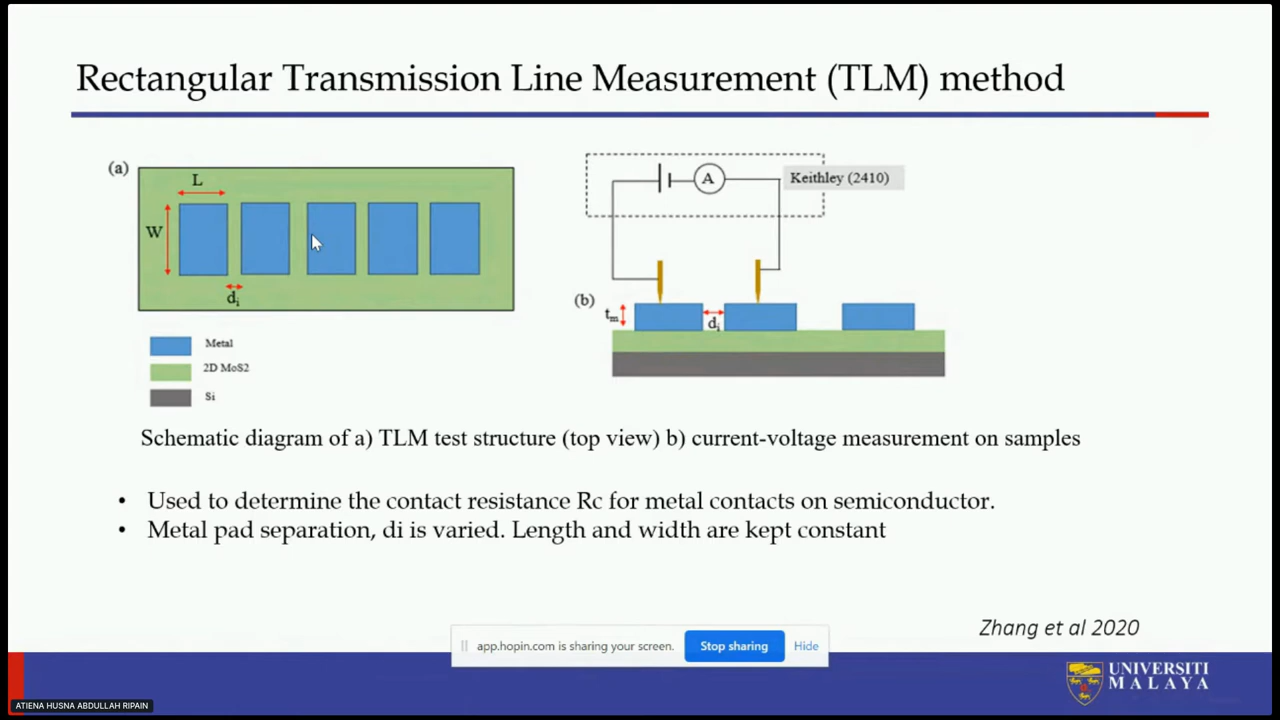 Rectangular Transmission Line Measurement (TLM) method
(a)
L
W
di
Metal
2D MoS2
Si
A
Keithley (2410)
(b)
tm
di
Schematic diagram of a) TLM test structure (top view) b) current-voltage measurement on samples
• Used to determine the contact resistance Rc for metal contacts on semiconductor.
• Metal pad separation, di is varied. Length and width are kept constant
Zhang et al 2020
app.hopin.com is sharing your screen.
Stop sharing
Hide
UNIVERSITI
MALAYA
ATIENA HUSNA ABDULLAH RIPAIN